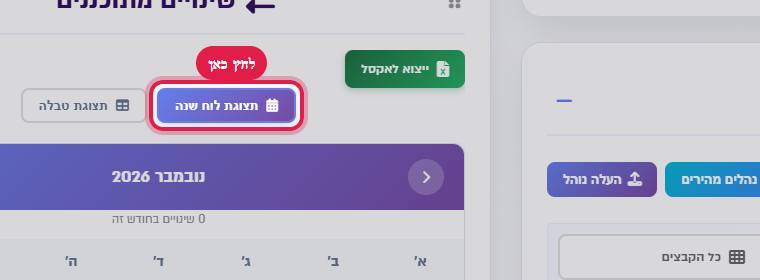 שינויים מתוכננים
לחץ כאן
ייצוא לאקסל
תצוגת לוח שנה
תצוגת טבלה
נובמבר 2026
0 שינויים בחודש זה
א' ב' ג' ד' ה'
נהלים מהירים
העלה נוהל
כל הקבצים